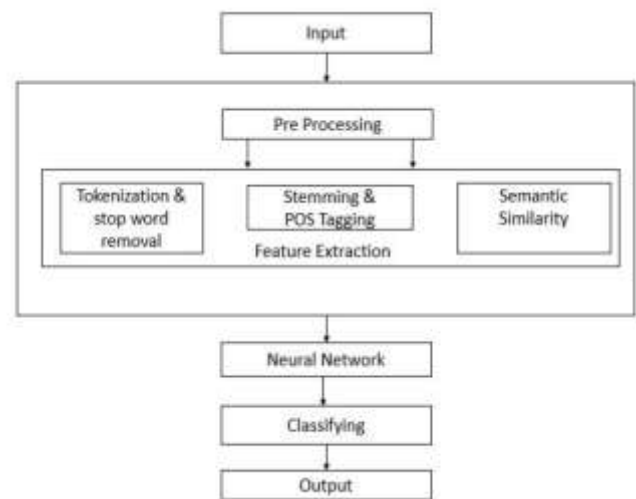 Input
Pre Processing
Tokenization &
stop word
removal
Stemming &
POS Tagging
Semantic
Similarity
Feature Extraction
Neural Network
Classifying
Output